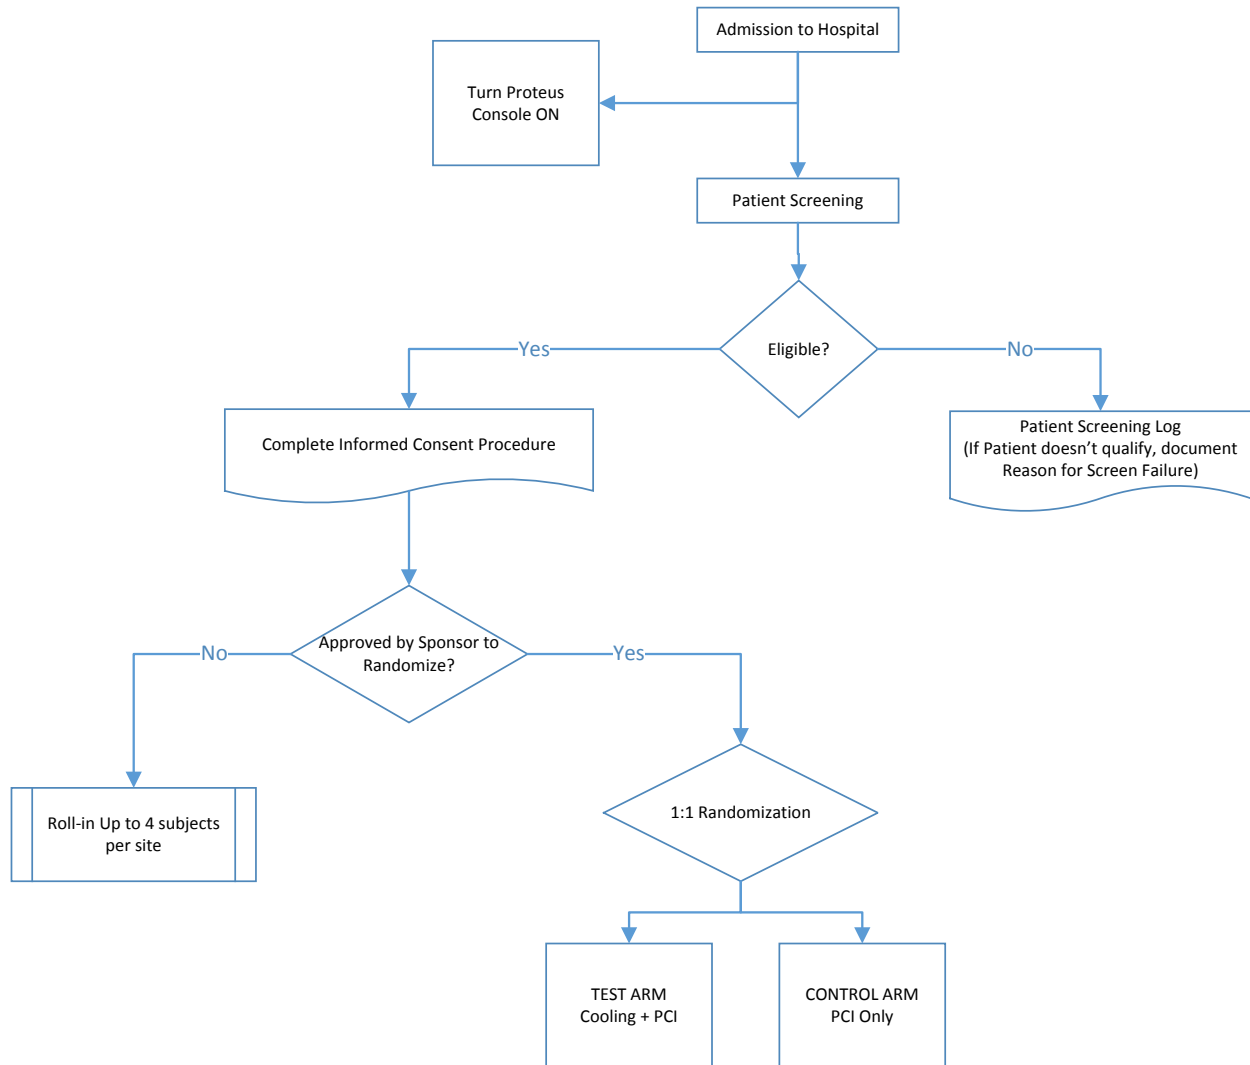 Admission to Hospital
Turn Proteus
Console ON
Patient Screening
Eligible?
Yes
No
Complete Informed Consent Procedure
Patient Screening Log
(If Patient doesn’t qualify, document
Reason for Screen Failure)
Approved by Sponsor to
Randomize?
No
Yes
Roll-in Up to 4 subjects
per site
1:1 Randomization
TEST ARM
Cooling + PCI
CONTROL ARM
PCI Only